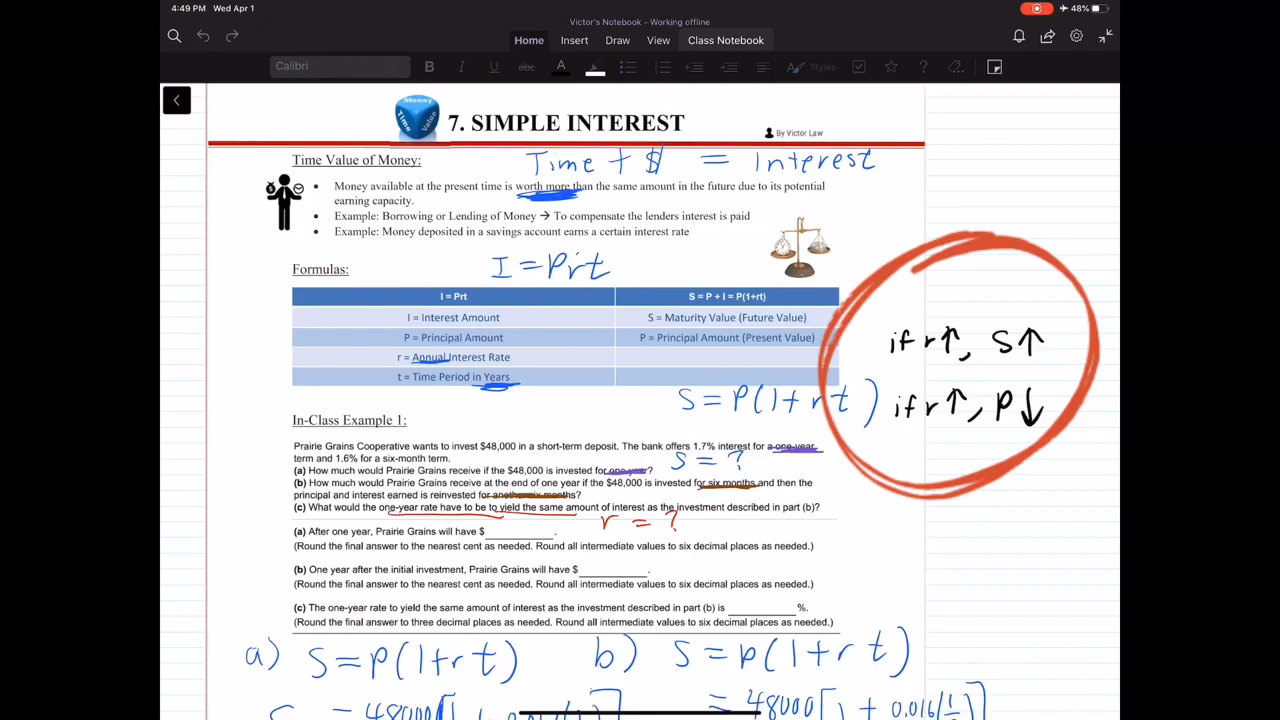 4:49 PM Wed Apr 1
48%
Victor's Notebook - Working offline
Home Insert Draw View Class Notebook
Calibri B I U abc A A Styles ?
Money Time Value
7. SIMPLE INTEREST
By Victor Law
Time Value of Money:
Time + $ = Interest
• Money available at the present time is worth more than the same amount in the future due to its potential
earning capacity.
• Example: Borrowing or Lending of Money → To compensate the lenders interest is paid
• Example: Money deposited in a savings account earns a certain interest rate
Formulas:
I = Prt
I = Prt S = P + I = P(1+rt)
I = Interest Amount S = Maturity Value (Future Value)
P = Principal Amount P = Principal Amount (Present Value)
r = Annual Interest Rate
t = Time Period in Years
if r↑, S↑
S = P(1 + rt) if r↑, P↓
In-Class Example 1:
Prairie Grains Cooperative wants to invest $48,000 in a short-term deposit. The bank offers 1.7% interest for a one-year
term and 1.6% for a six-month term.
S = ?
(a) How much would Prairie Grains receive if the $48,000 is invested for one year?
(b) How much would Prairie Grains receive at the end of one year if the $48,000 is invested for six months and then the
principal and interest earned is reinvested for another six months?
(c) What would the one-year rate have to be to yield the same amount of interest as the investment described in part (b)?
r = ?
(a) After one year, Prairie Grains will have $ .
(Round the final answer to the nearest cent as needed. Round all intermediate values to six decimal places as needed.)
(b) One year after the initial investment, Prairie Grains will have $ .
(Round the final answer to the nearest cent as needed. Round all intermediate values to six decimal places as needed.)
(c) The one-year rate to yield the same amount of interest as the investment described in part (b) is %.
(Round the final answer to three decimal places as needed. Round all intermediate values to six decimal places as needed.)
a) S = P(1+rt) b) S = P(1+rt)
= 48000[ = 48000[1 + 0.016(